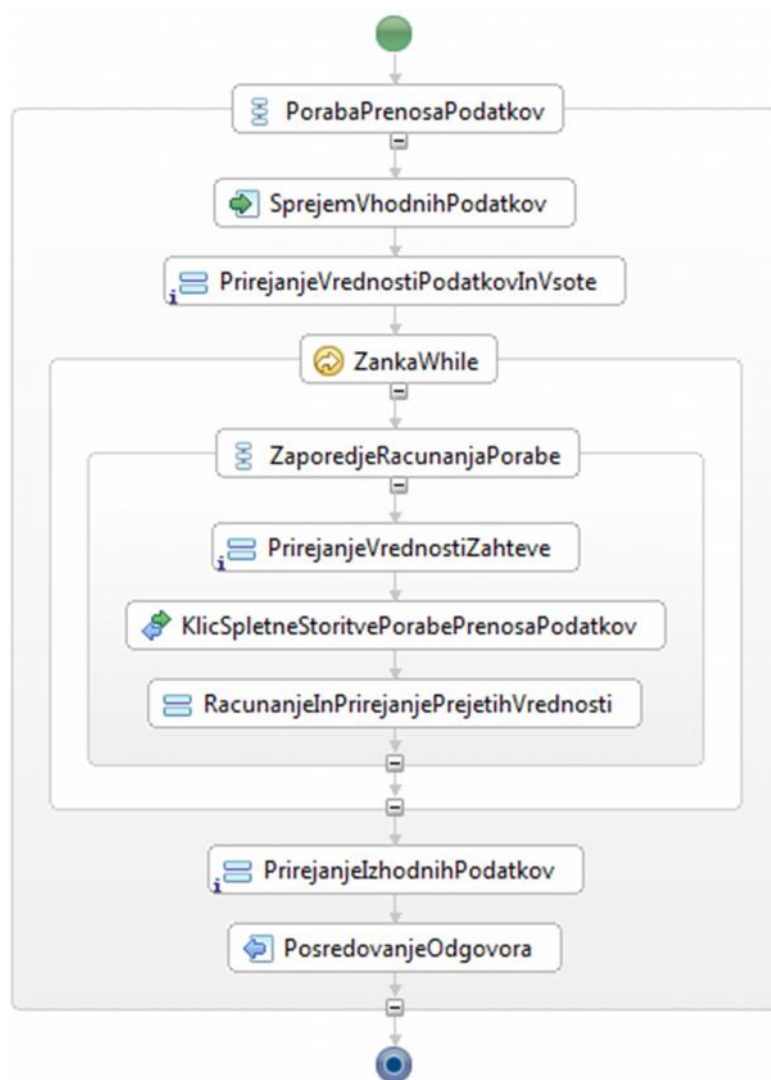 PorabaPrenosaPodatkov
SprejemVhodnihPodatkov
PrirejanjeVrednostiPodatkovInVsote
ZankaWhile
ZaporedjeRacunanjaPorabe
PrirejanjeVrednostiZahteve
KlicSpletneStoritvePorabePrenosaPodatkov
RacunanjeInPrirejanjePrejetihVrednosti
PrirejanjeIzhodnihPodatkov
PosredovanjeOdgovora